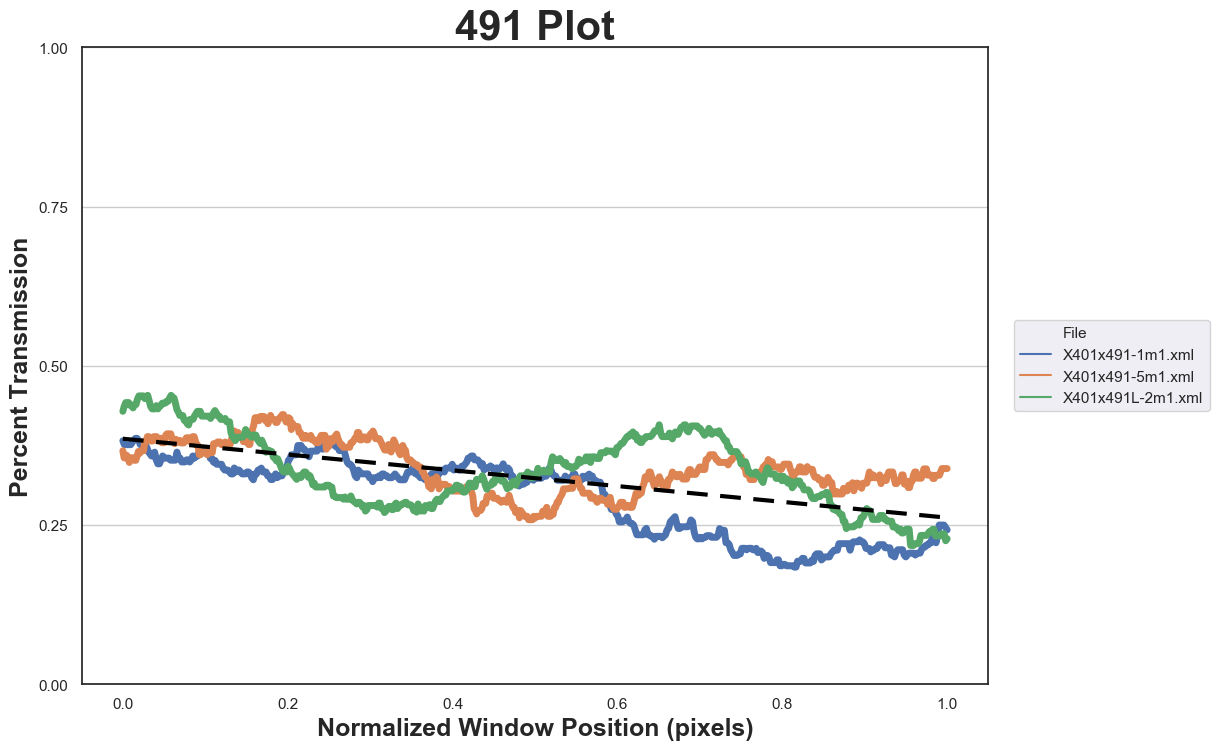 491 Plot
Percent Transmission
1.00
0.75
0.50
0.25
0.00
0.0 0.2 0.4 0.6 0.8 1.0
Normalized Window Position (pixels)
File
X401x491-1m1.xml
X401x491-5m1.xml
X401x491L-2m1.xml